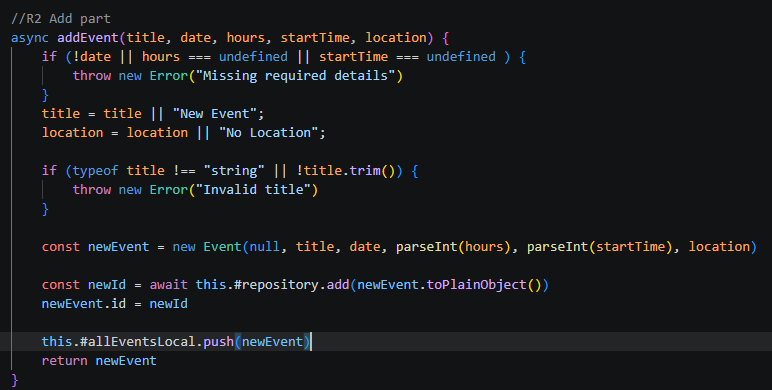 //R2 Add part
async addEvent(title, date, hours, startTime, location) {
    if (!date || hours === undefined || startTime === undefined ) {
        throw new Error("Missing required details")
    }
    title = title || "New Event";
    location = location || "No Location";

    if (typeof title !== "string" || !title.trim()) {
        throw new Error("Invalid title")
    }

    const newEvent = new Event(null, title, date, parseInt(hours), parseInt(startTime), location)

    const newId = await this.#repository.add(newEvent.toPlainObject())
    newEvent.id = newId

    this.#allEventsLocal.push(newEvent)
    return newEvent
}